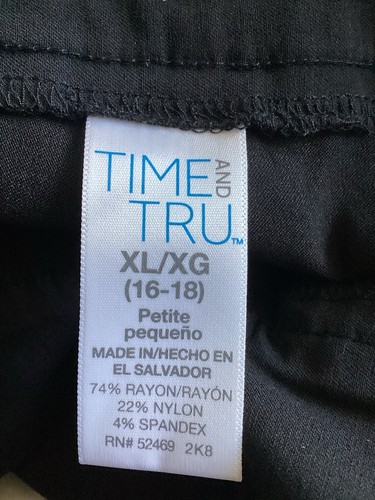 TIME AND
TRU™
XL/XG
(16-18)
Petite
pequeño
MADE IN/HECHO EN
EL SALVADOR
74% RAYON/RAYÓN
22% NYLON
4% SPANDEX
RN# 52469 2K8